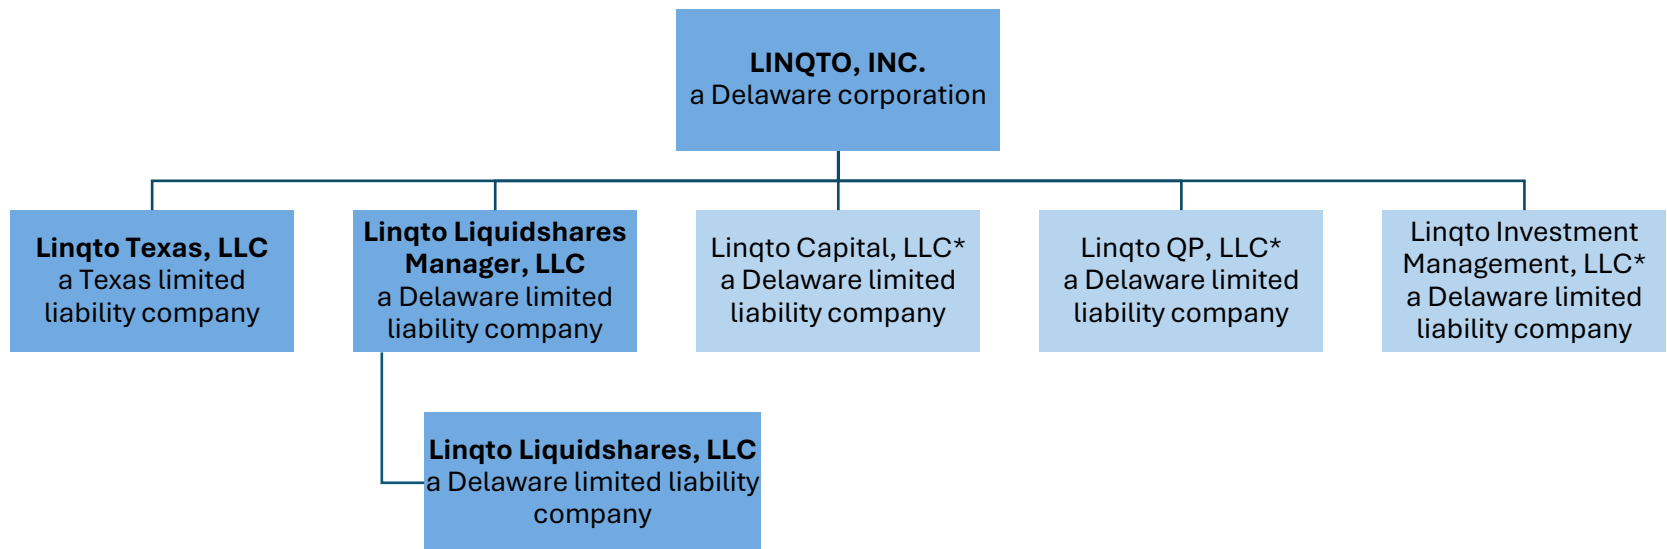 LINQTO, INC.
a Delaware corporation
Linqto Texas, LLC
a Texas limited
liability company
Linqto Liquidshares
Manager, LLC
a Delaware limited
liability company
Linqto Capital, LLC*
a Delaware limited
liability company
Linqto QP, LLC*
a Delaware limited
liability company
Linqto Investment
Management, LLC*
a Delaware limited
liability company
Linqto Liquidshares, LLC
a Delaware limited liability
company